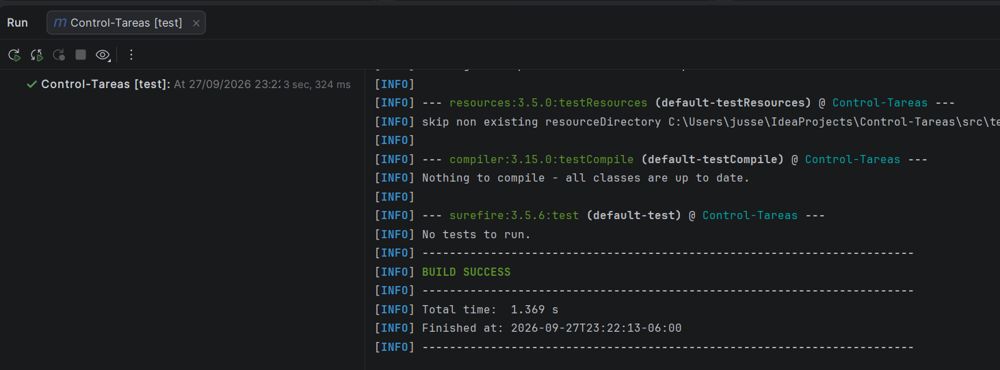 Run
Control-Tareas [test]
Control-Tareas [test]: At 27/09/2026 23:22 3 sec, 324 ms
[INFO]
[INFO] --- resources:3.5.0:testResources (default-testResources) @ Control-Tareas ---
[INFO] skip non existing resourceDirectory C:\Users\jusse\IdeaProjects\Control-Tareas\src\te
[INFO]
[INFO] --- compiler:3.15.0:testCompile (default-testCompile) @ Control-Tareas ---
[INFO] Nothing to compile - all classes are up to date.
[INFO]
[INFO] --- surefire:3.5.6:test (default-test) @ Control-Tareas ---
[INFO] No tests to run.
[INFO] ------------------------------------------------------------------------
[INFO] BUILD SUCCESS
[INFO] ------------------------------------------------------------------------
[INFO] Total time:  1.369 s
[INFO] Finished at: 2026-09-27T23:22:13-06:00
[INFO] ------------------------------------------------------------------------